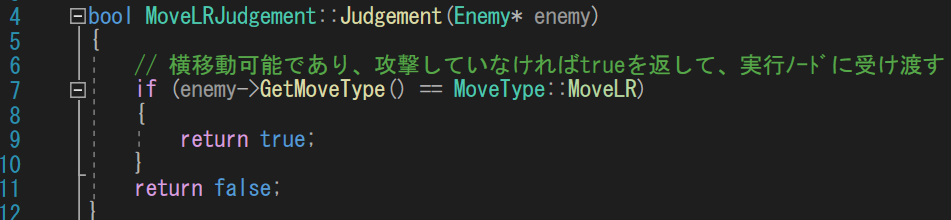 4 bool MoveLRJudgement::Judgement(Enemy* enemy)
5 {
6 // 横移動可能であり、攻撃していなければtrueを返して、実行ﾉｰﾄﾞに受け渡す
7 if (enemy->GetMoveType() == MoveType::MoveLR)
8 {
9 return true;
10 }
11 return false;
12 }